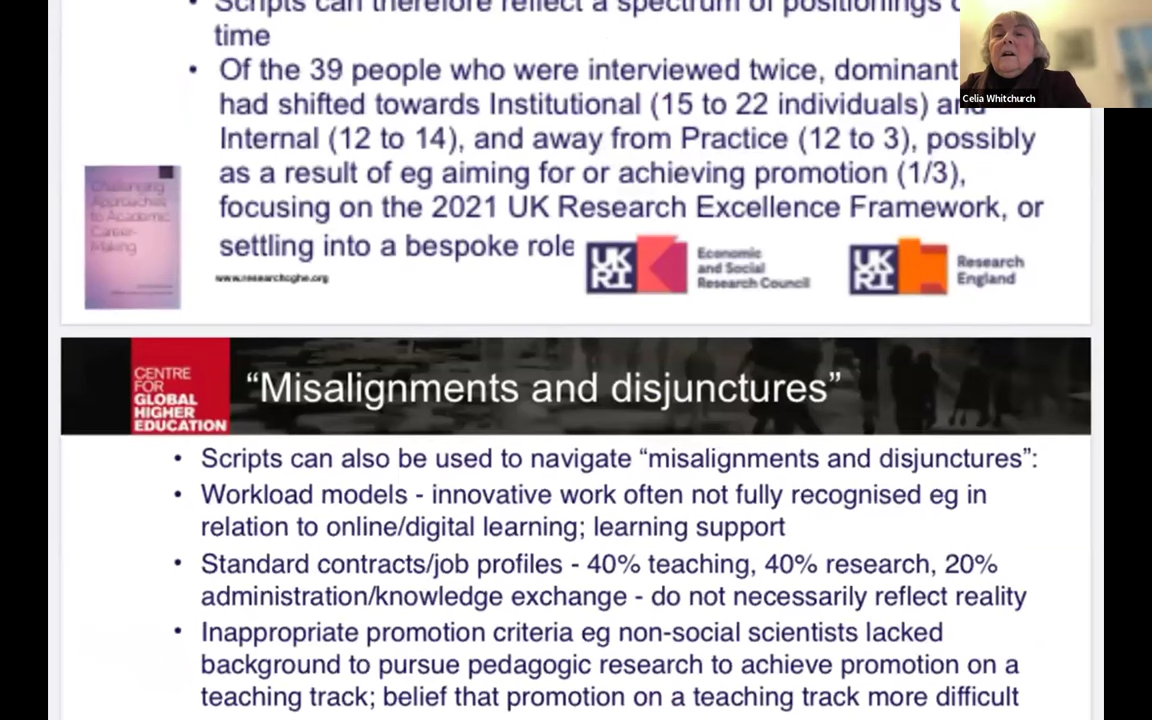 Scripts can therefore reflect a spectrum of positionings
time
• Of the 39 people who were interviewed twice, dominant
had shifted towards Institutional (15 to 22 individuals) and
Internal (12 to 14), and away from Practice (12 to 3), possibly
as a result of eg aiming for or achieving promotion (1/3),
focusing on the 2021 UK Research Excellence Framework, or
settling into a bespoke role
Celia Whitchurch
Challenging
Approaches
to Academic
Career-
Making
www.researchcghe.org
UK
RI
Economic
and Social
Research Council
UK
RI
Research
England
CENTRE
FOR
GLOBAL
HIGHER
EDUCATION
“Misalignments and disjunctures”
• Scripts can also be used to navigate “misalignments and disjunctures”:
• Workload models - innovative work often not fully recognised eg in
relation to online/digital learning; learning support
• Standard contracts/job profiles - 40% teaching, 40% research, 20%
administration/knowledge exchange - do not necessarily reflect reality
• Inappropriate promotion criteria eg non-social scientists lacked
background to pursue pedagogic research to achieve promotion on a
teaching track; belief that promotion on a teaching track more difficult